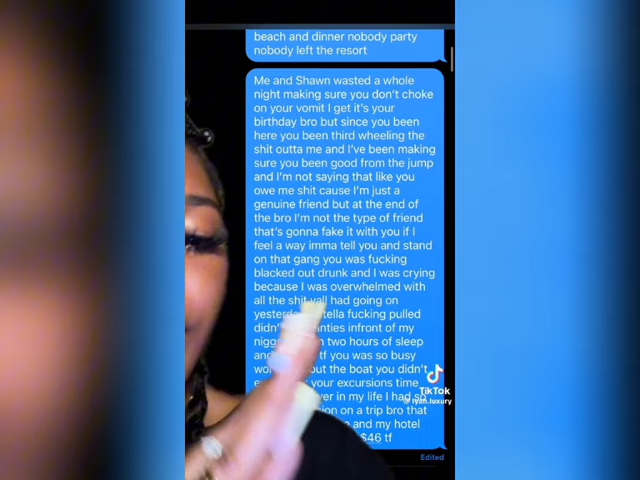 beach and dinner nobody party
nobody left the resort
Me and Shawn wasted a whole
night making sure you don't choke
on your vomit I get it's your
birthday bro but since you been
here you been third wheeling the
shit outta me and I've been making
sure you been good from the jump
and I'm not saying that like you
owe me shit cause I'm just a
genuine friend but at the end of
the bro I'm not the type of friend
that's gonna fake it with you if I
feel a way imma tell you and stand
on that gang you was fucking
blacked out drunk and I was crying
because I was overwhelmed with
all the shit yall had going on
fucking pulled
infront of my
two hours of sleep
tf you was so busy
the boat you didn't
your excursions time
in my life I had so
on a trip bro that
and my hotel
$46 tf
Edited
TikTok